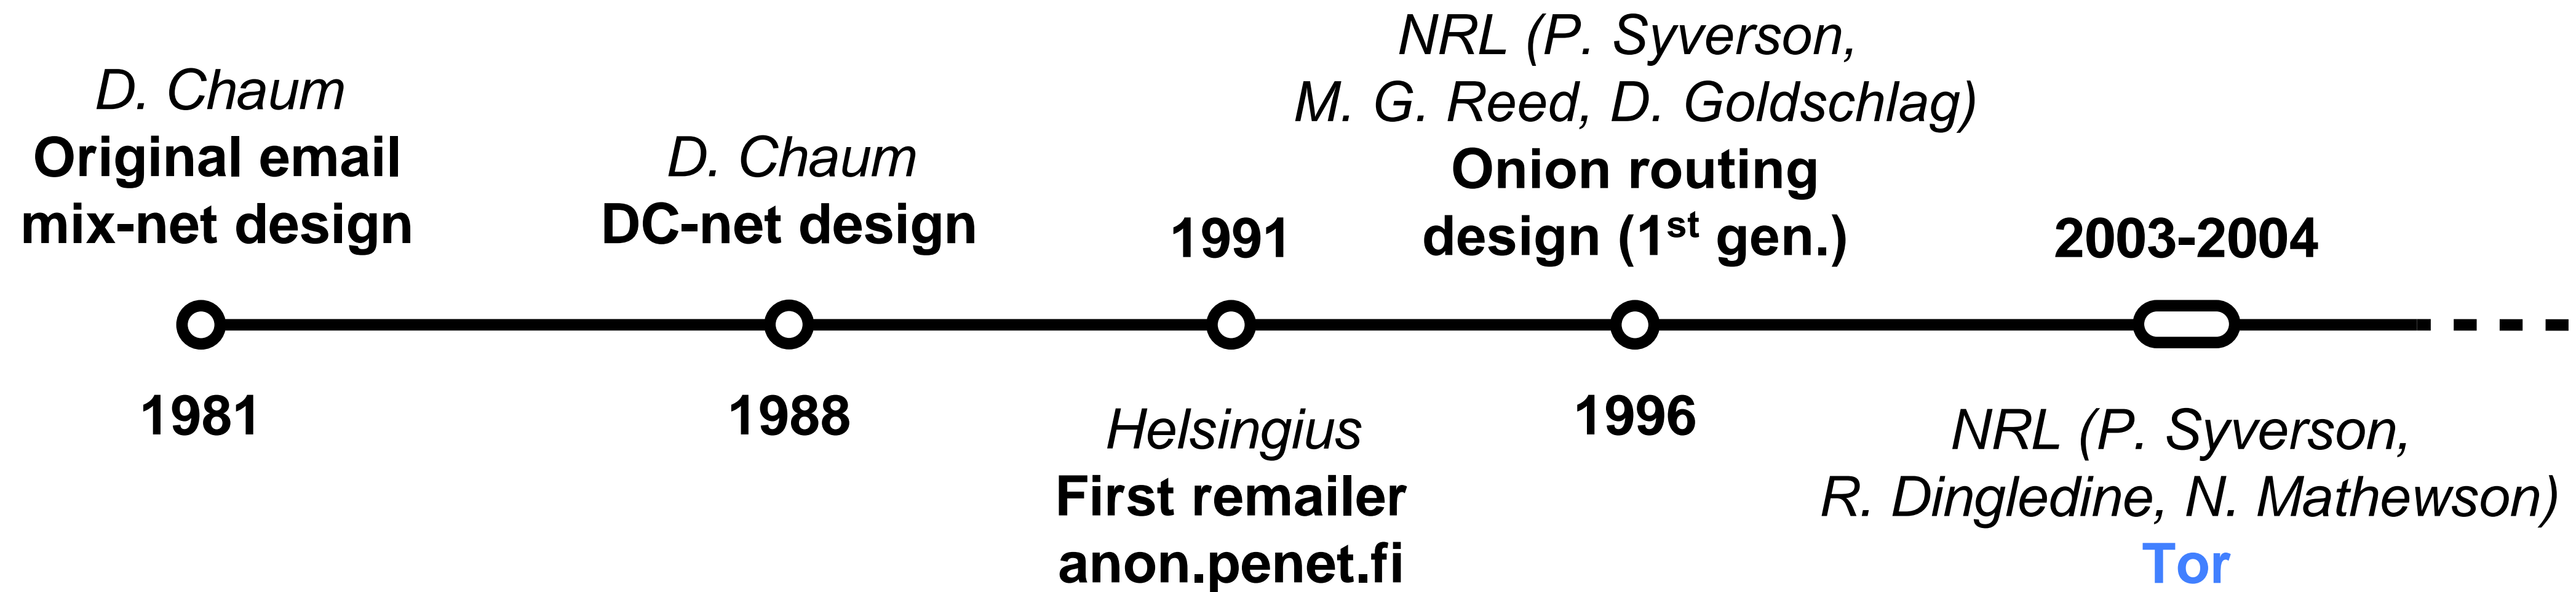 D. Chaum
Original email
mix-net design
1981
D. Chaum
DC-net design
1988
1991
Helsingius
First remailer
anon.penet.fi
NRL (P. Syverson,
M. G. Reed, D. Goldschlag)
Onion routing
design (1st gen.)
1996
2003-2004
NRL (P. Syverson,
R. Dingledine, N. Mathewson)
Tor